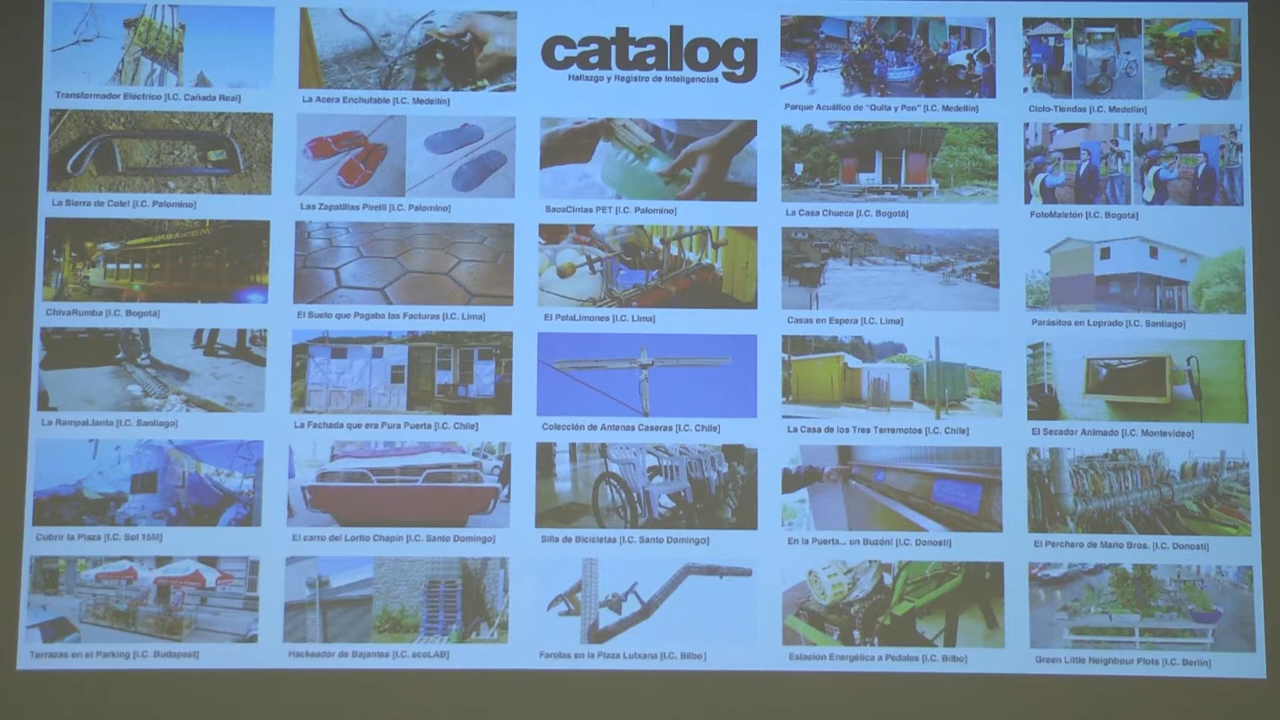 catalog
Hallazgo y Registro de Inteligencias
Transformador Eléctrico [I.C. Cañada Real]
La Acera Enchufable [I.C. Medellín]
Parque Acuático de "Quita y Pon" [I.C. Medellín]
Ciclo-Tiendas [I.C. Medellín]
La Sierra de Cole! [I.C. Palomino]
Las Zapatillas Pirelli [I.C. Palomino]
SacaCintas PET [I.C. Palomino]
La Casa Chueca [I.C. Bogotá]
FotoMaletón [I.C. Bogotá]
ChivaRumba [I.C. Bogotá]
El Suelo que Pagaba las Facturas [I.C. Lima]
El PelaLimones [I.C. Lima]
Casas en Espera [I.C. Lima]
Parásitos en Loprado [I.C. Santiago]
La RampaLlanta [I.C. Santiago]
La Fachada que era Pura Puerta [I.C. Chile]
Colección de Antenas Caseras [I.C. Chile]
La Casa de los Tres Terremotos [I.C. Chile]
El Secador Animado [I.C. Montevideo]
Cubrir la Plaza [I.C. Sol 15M]
El carro del Lorito Chapín [I.C. Santo Domingo]
Silla de Bicicletas [I.C. Santo Domingo]
En la Puerta... un Buzón! [I.C. Donosti]
El Perchero de Mario Bros. [I.C. Donosti]
Terrazas en el Parking [I.C. Budapest]
Hackeador de Bajantes [I.C. ecoLAB]
Farolas en la Plaza Lutxana [I.C. Bilbo]
Estación Energética a Pedales [I.C. Bilbo]
Green Little Neighbour Plots [I.C. Berlín]